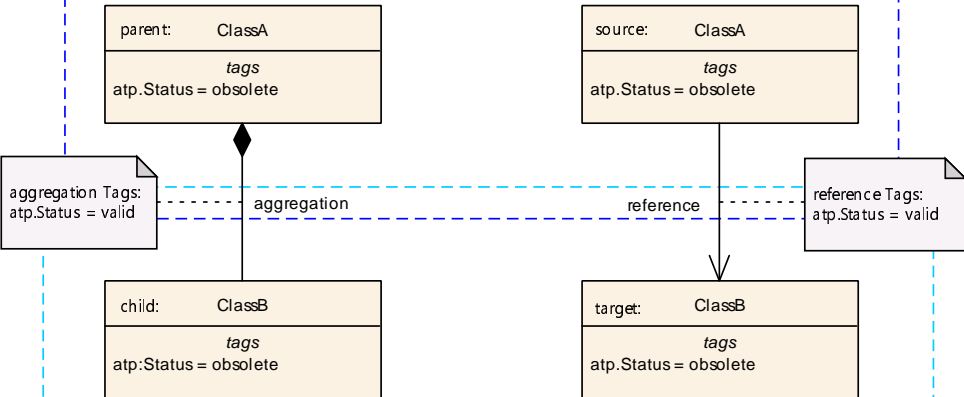 parent: ClassA
tags
atp.Status = obsolete
source: ClassA
tags
atp.Status = obsolete
aggregation Tags:
atp.Status = valid
aggregation
reference
reference Tags:
atp.Status = valid
child: ClassB
tags
atp:Status = obsolete
target: ClassB
tags
atp.Status = obsolete